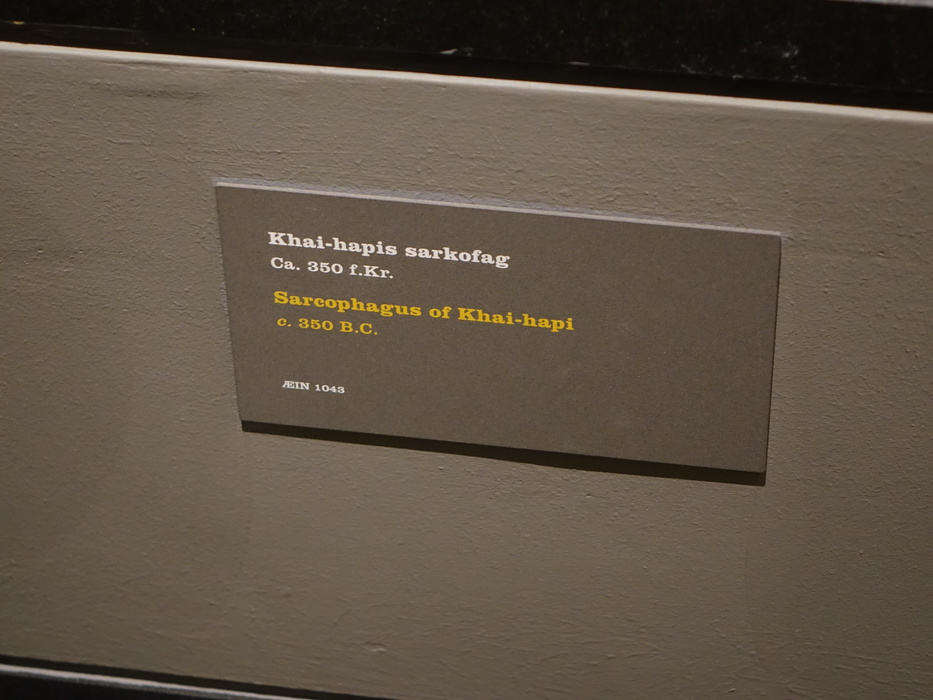 Khai-hapis sarkofag
Ca. 350 f.Kr.
Sarcophagus of Khai-hapi
c. 350 B.C.
ÆIN 1043